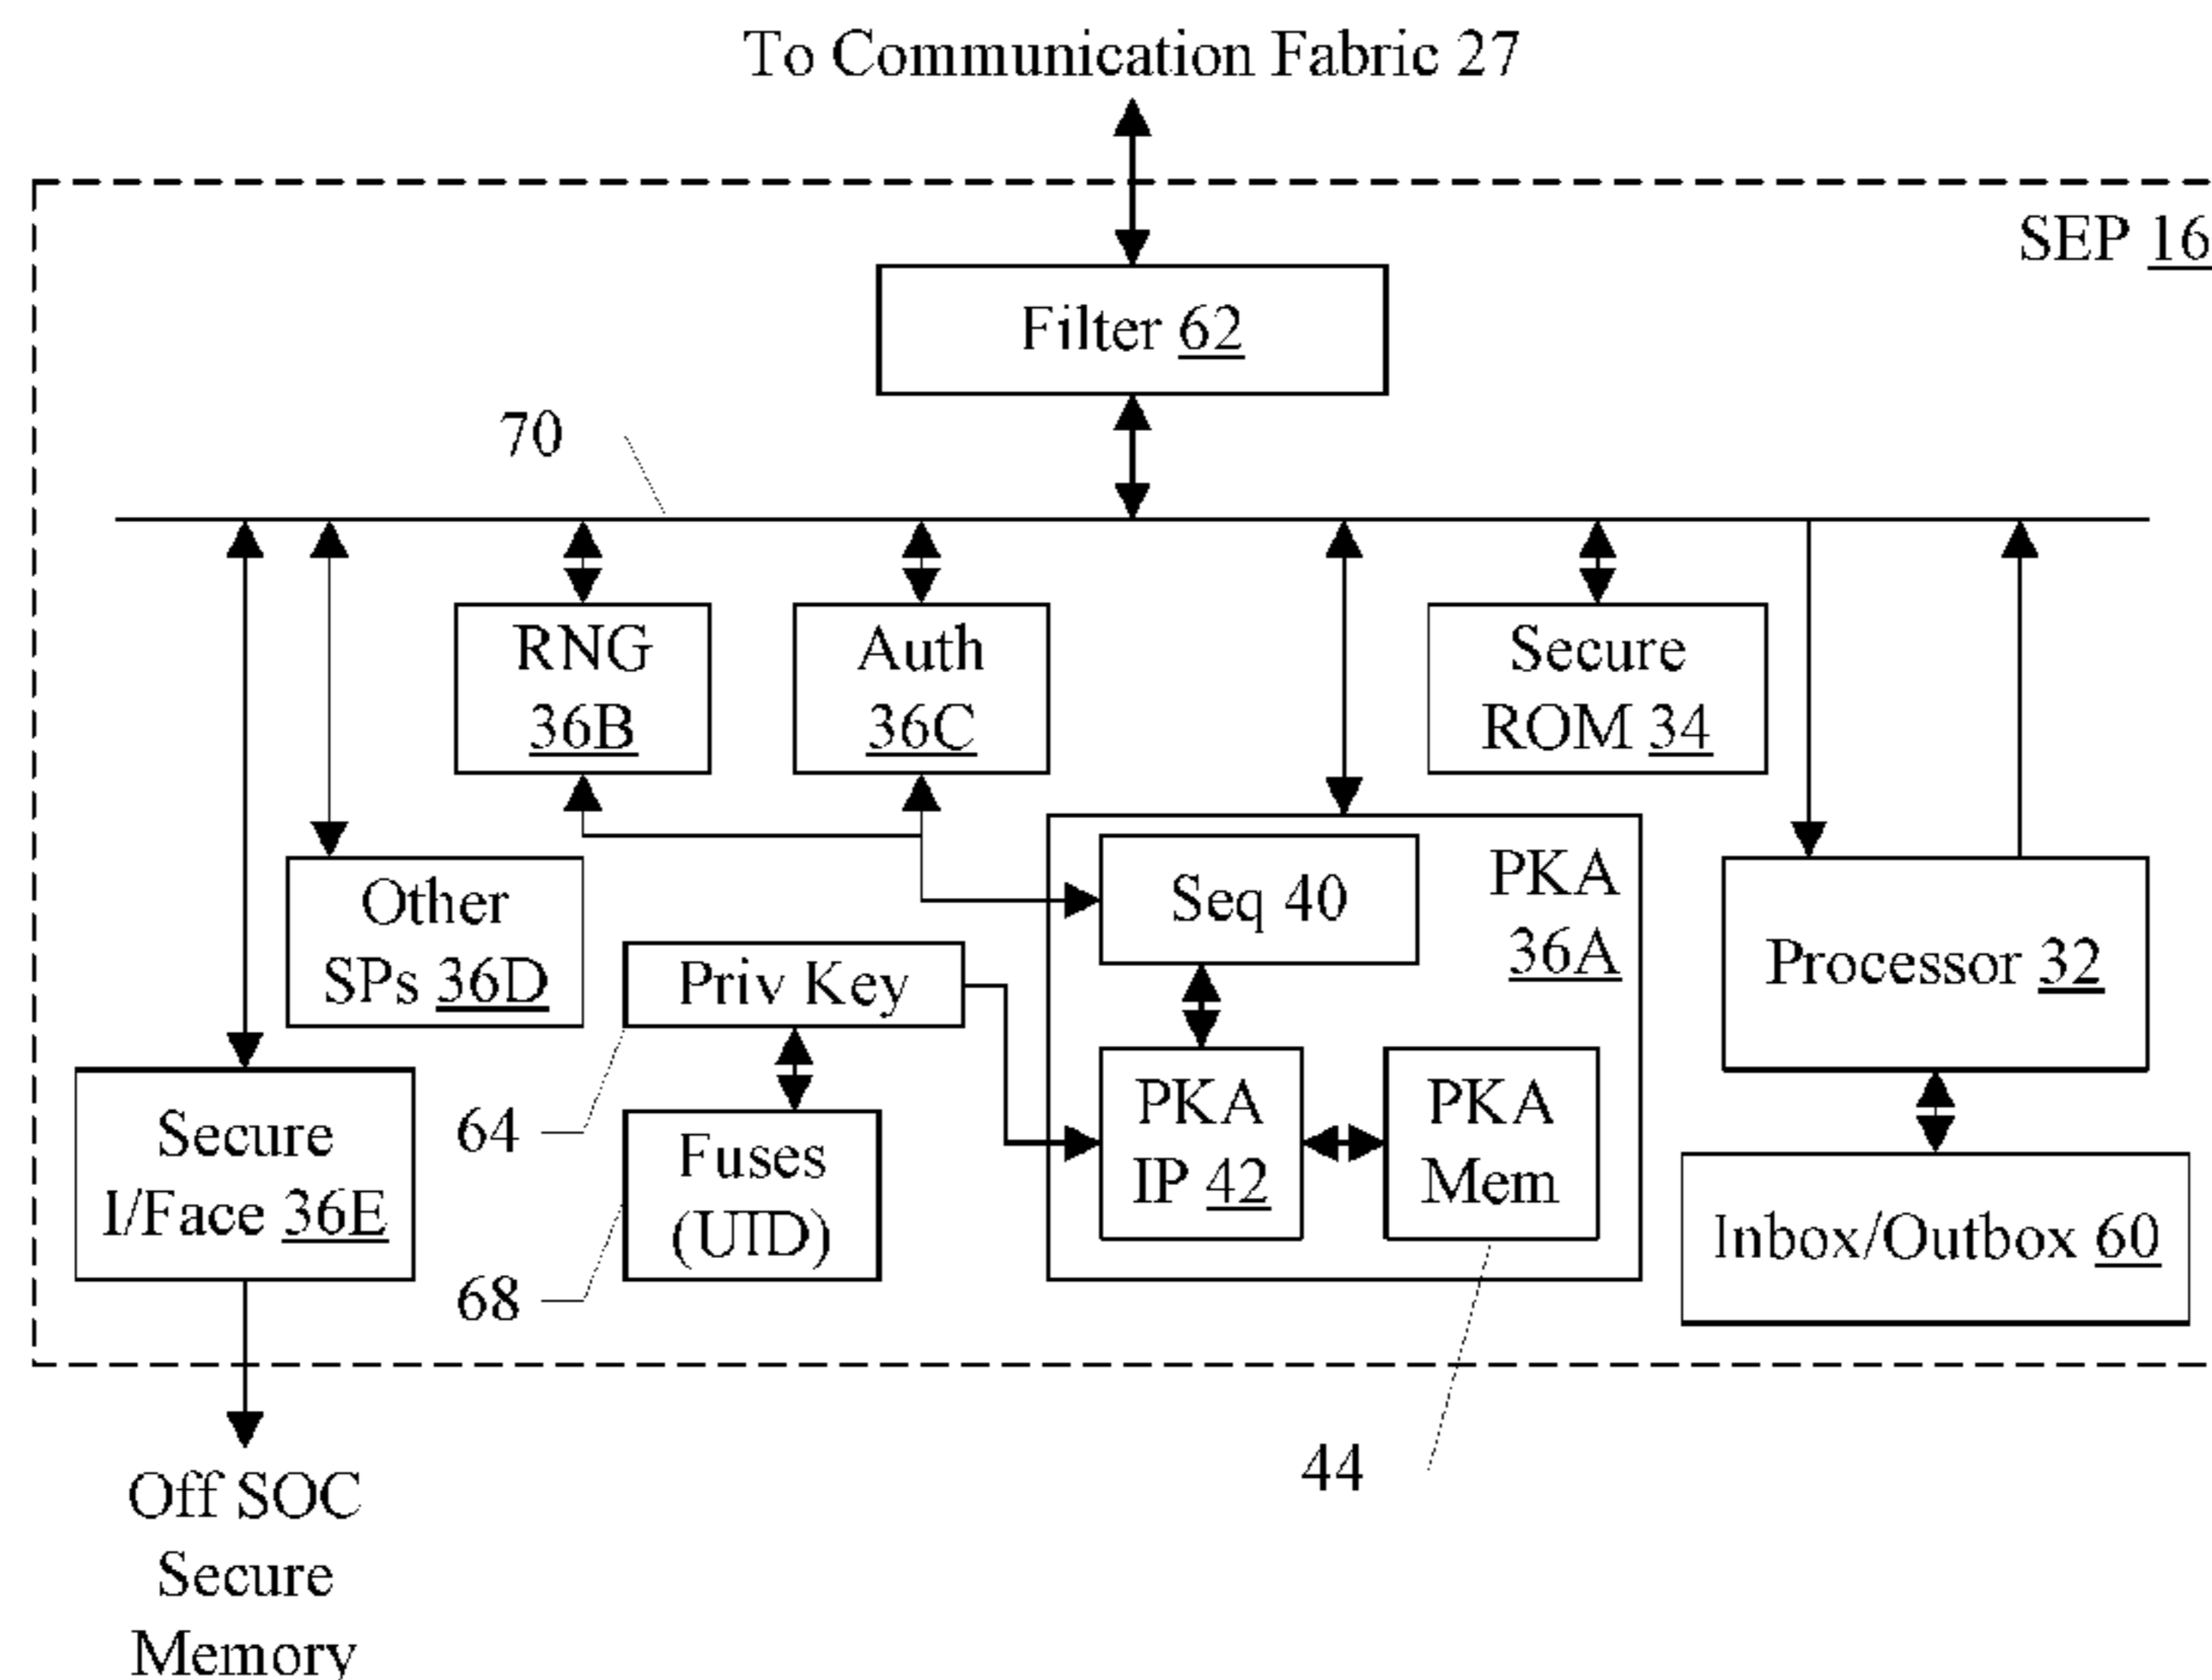 To Communication Fabric 27
SEP 16
Filter 62
70
RNG
36B
Auth
36C
Secure
ROM 34
Other
SPs 36D
Seq 40
PKA
36A
Processor 32
Priv Key
64
Secure
I/Face 36E
Fuses
(UID)
68
PKA
IP 42
PKA
Mem
Inbox/Outbox 60
44
Off SOC
Secure
Memory